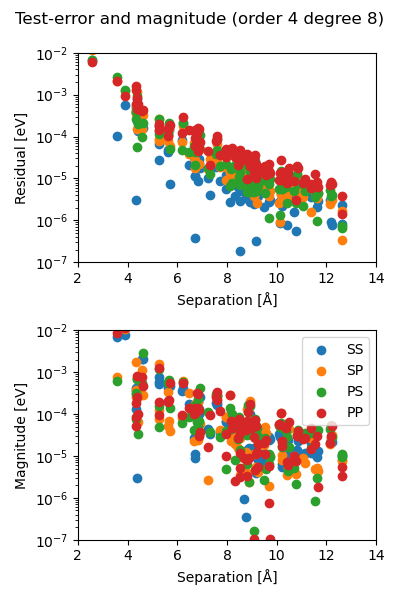 Test-error and magnitude (order 4 degree 8)
10⁻²
10⁻³
10⁻⁴
10⁻⁵
10⁻⁶
10⁻⁷
Residual [eV]
2 4 6 8 10 12 14
Separation [Å]
10⁻²
10⁻³
10⁻⁴
10⁻⁵
10⁻⁶
10⁻⁷
Magnitude [eV]
SS
SP
PS
PP
2 4 6 8 10 12 14
Separation [Å]